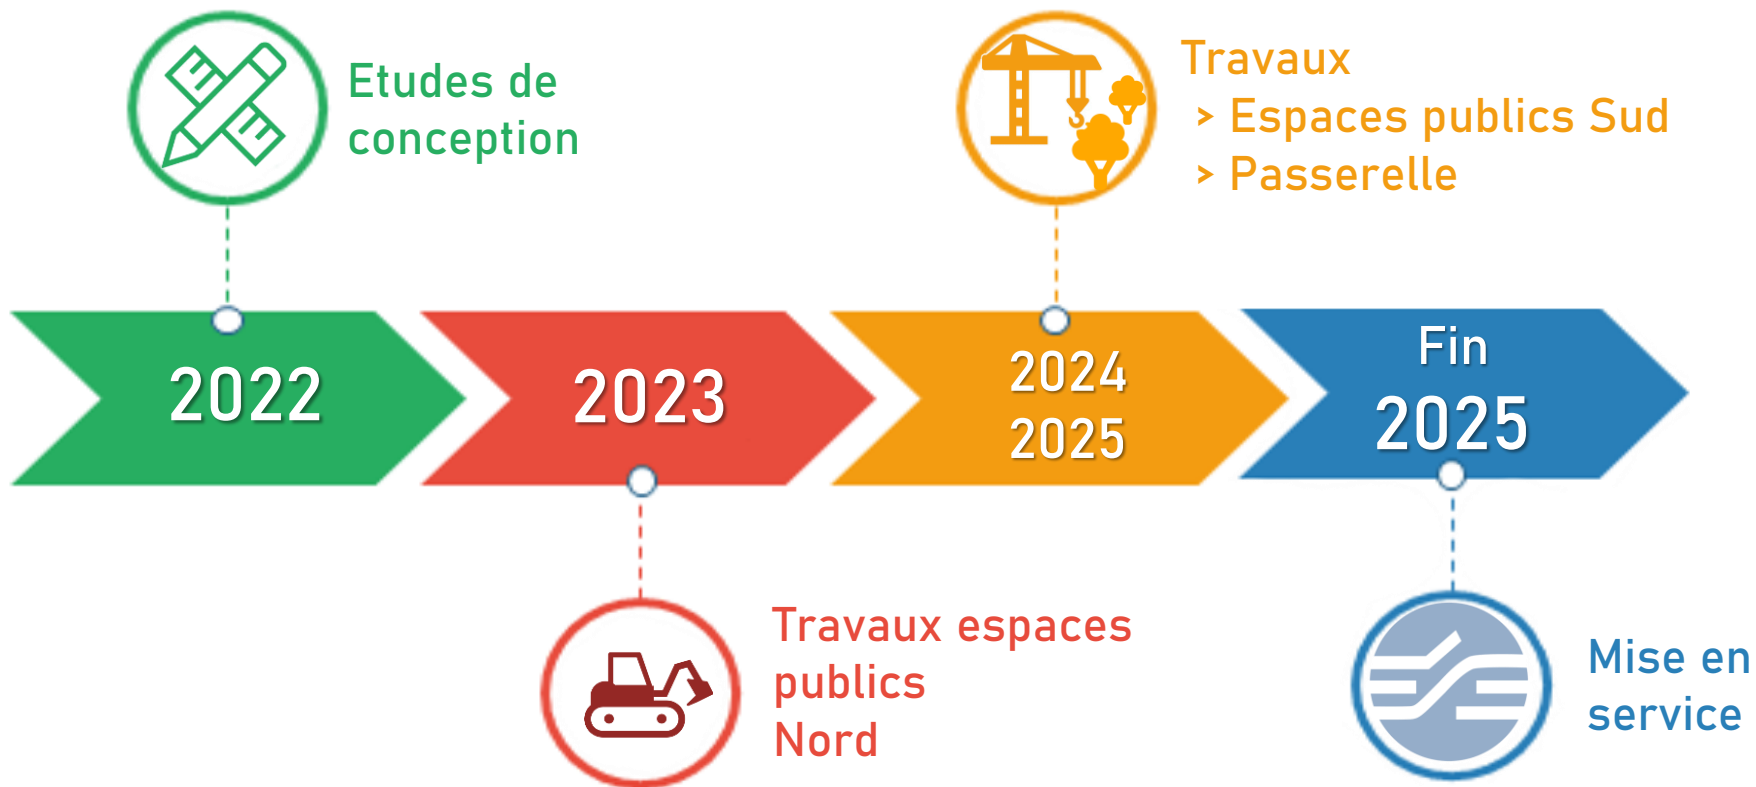 Etudes de
conception
Travaux
> Espaces publics Sud
> Passerelle
2022
2023
2024
2025
Fin
2025
Travaux espaces
publics
Nord
Mise en
service